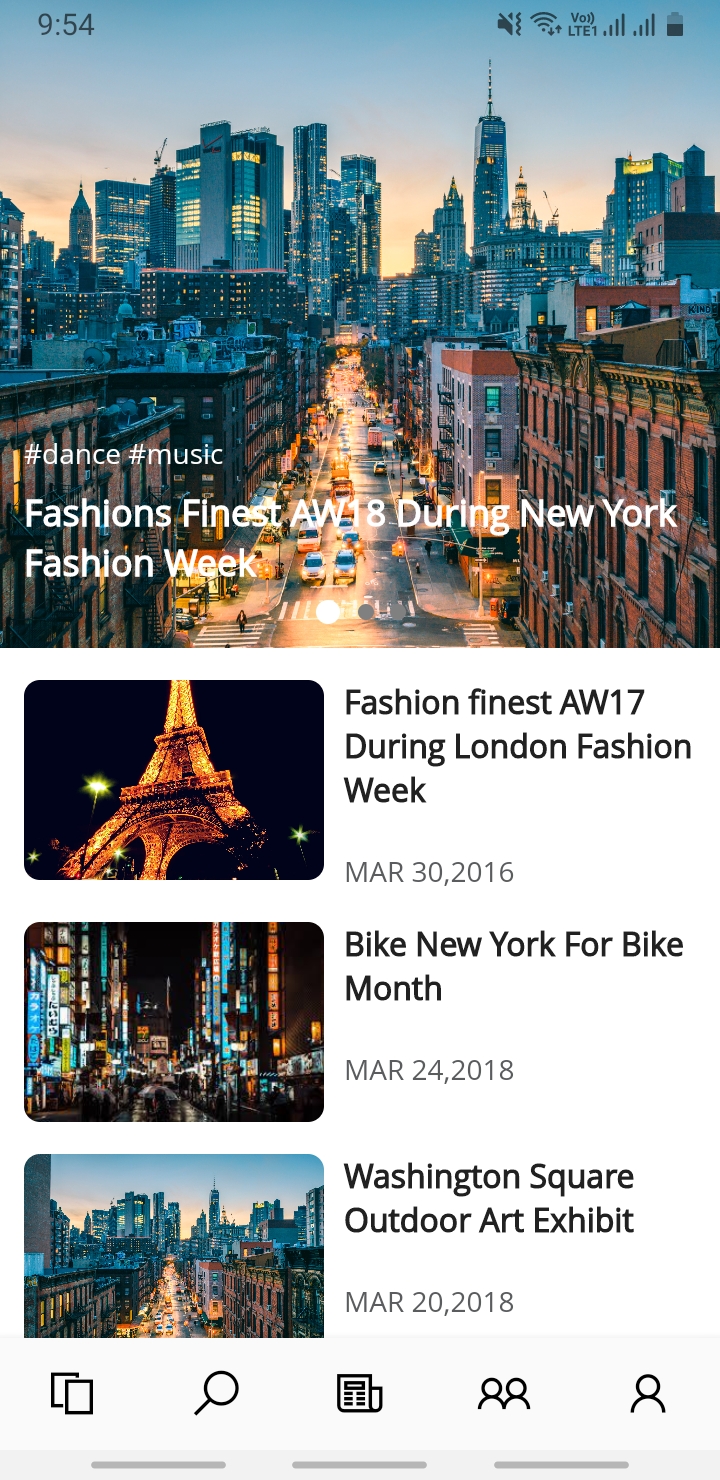 9:54
Vo))
LTE1
KIND
#dance #music
Fashions Finest AW18 During New York
Fashion Week
Fashion finest AW17
During London Fashion
Week
MAR 30,2016
Bike New York For Bike
Month
MAR 24,2018
Washington Square
Outdoor Art Exhibit
MAR 20,2018